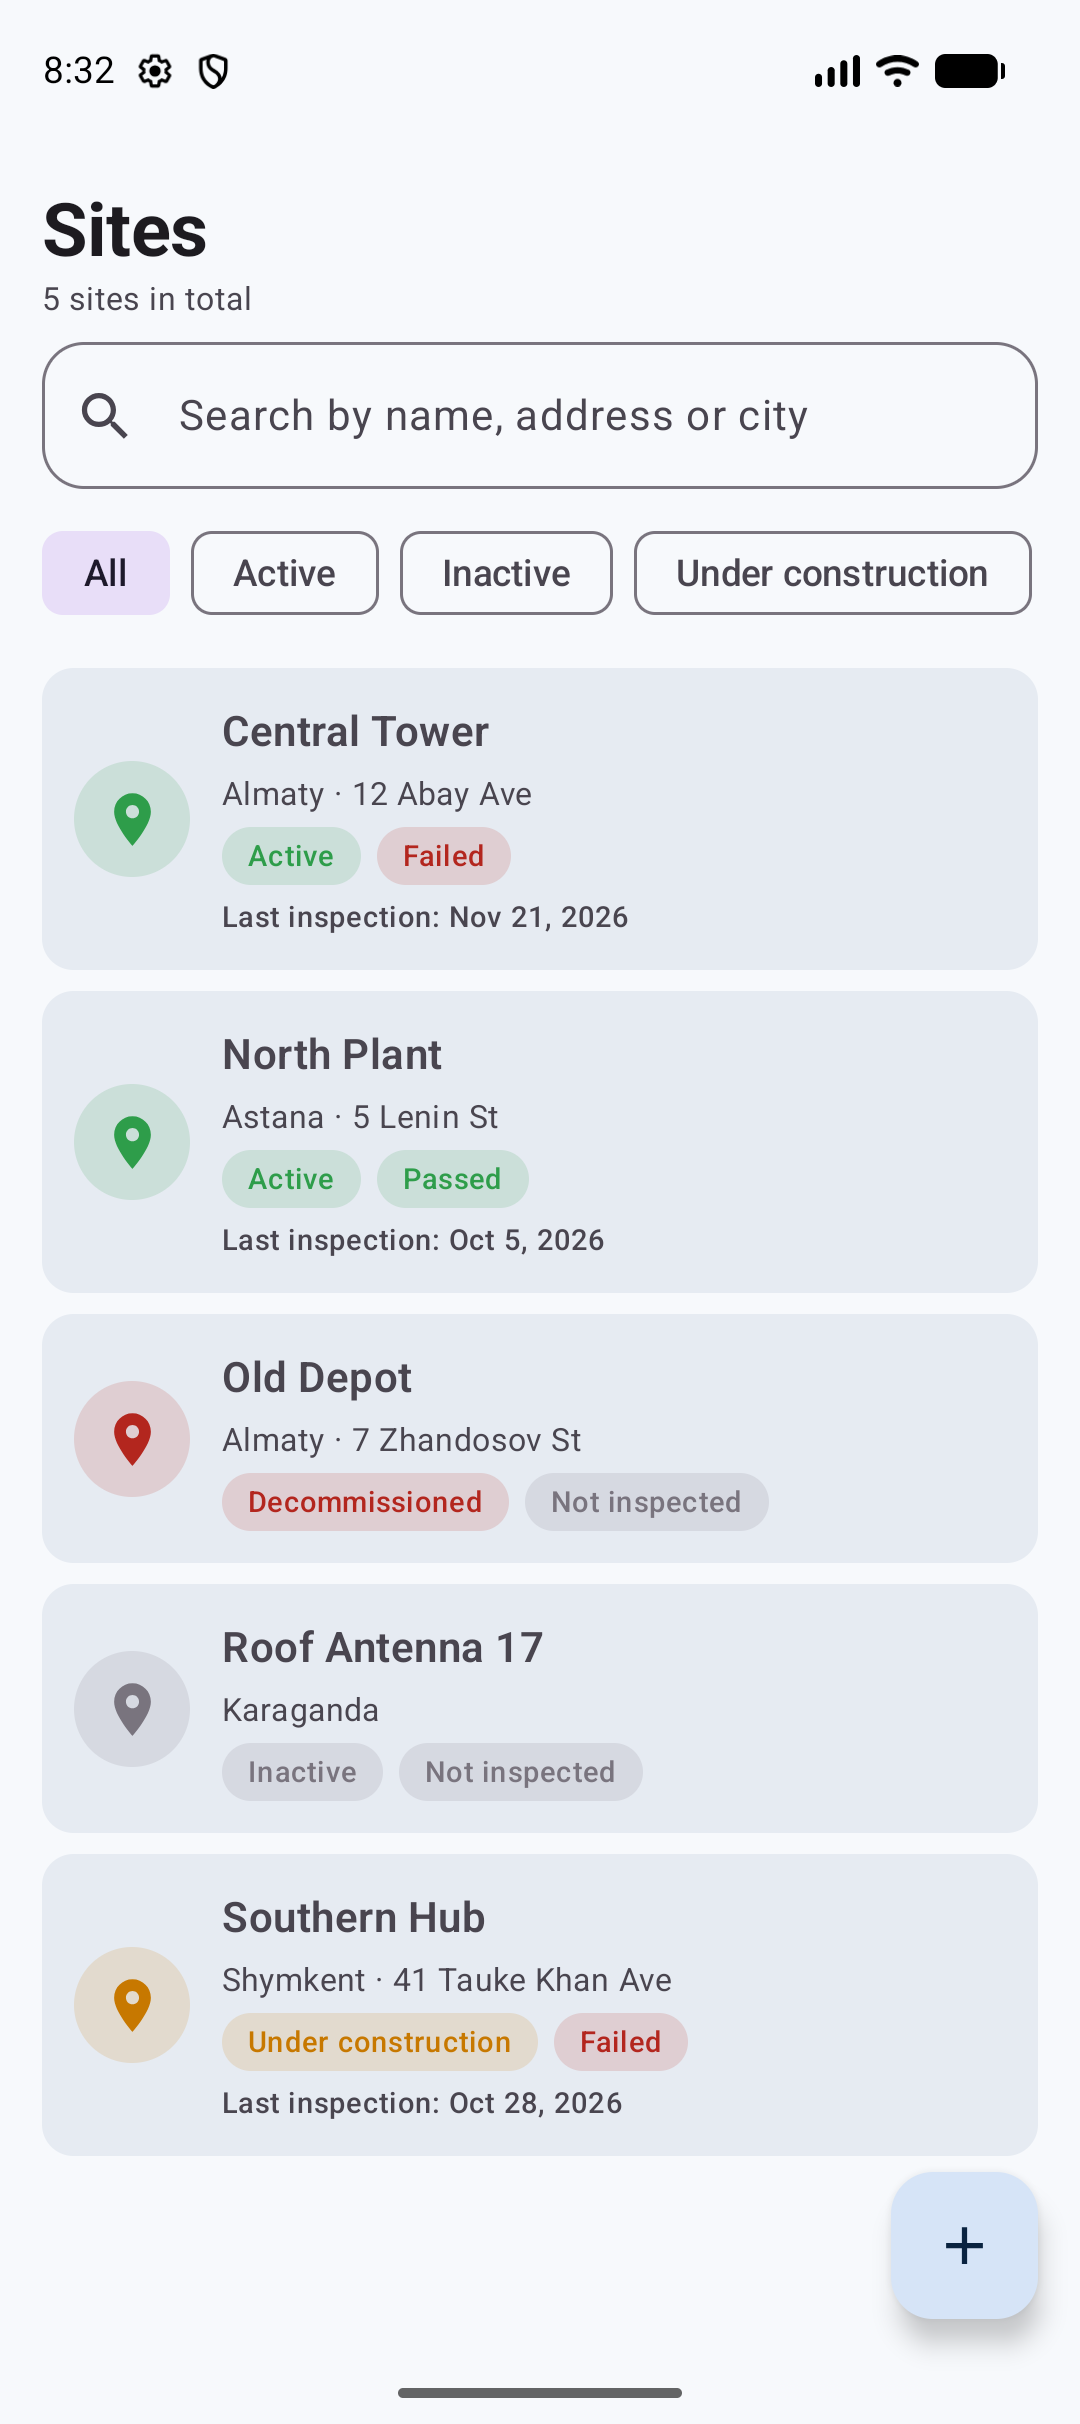 8:32
Sites
5 sites in total
Search by name, address or city
All Active Inactive Under construction
Central Tower
Almaty · 12 Abay Ave
Active Failed
Last inspection: Nov 21, 2026
North Plant
Astana · 5 Lenin St
Active Passed
Last inspection: Oct 5, 2026
Old Depot
Almaty · 7 Zhandosov St
Decommissioned Not inspected
Roof Antenna 17
Karaganda
Inactive Not inspected
Southern Hub
Shymkent · 41 Tauke Khan Ave
Under construction Failed
Last inspection: Oct 28, 2026